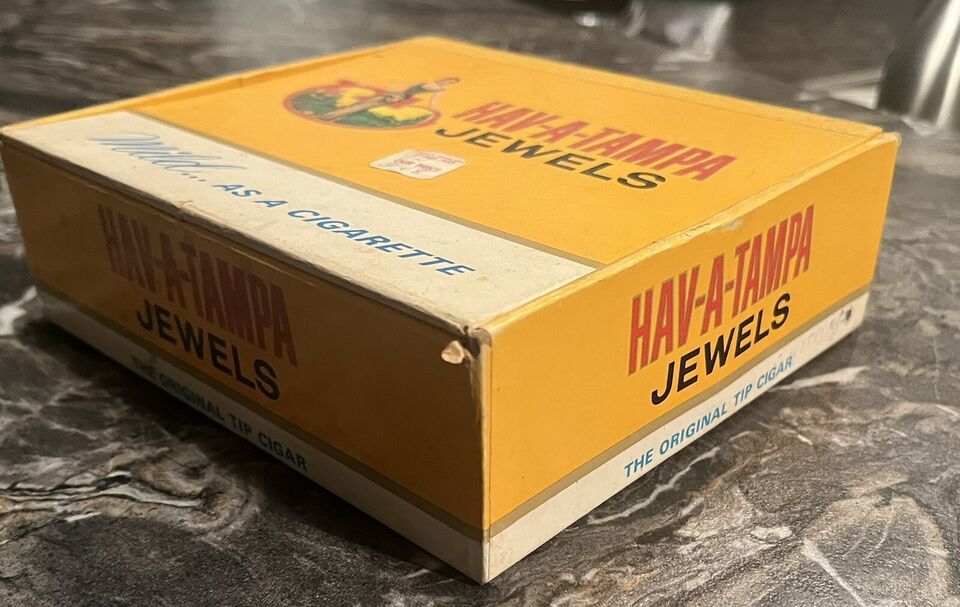 HAV-A-TAMPA
JEWELS
Mild... AS A CIGARETTE
HAV-A-TAMPA
JEWELS
THE ORIGINAL TIP CIGAR
HAV-A-TAMPA
JEWELS
THE ORIGINAL TIP CIGAR